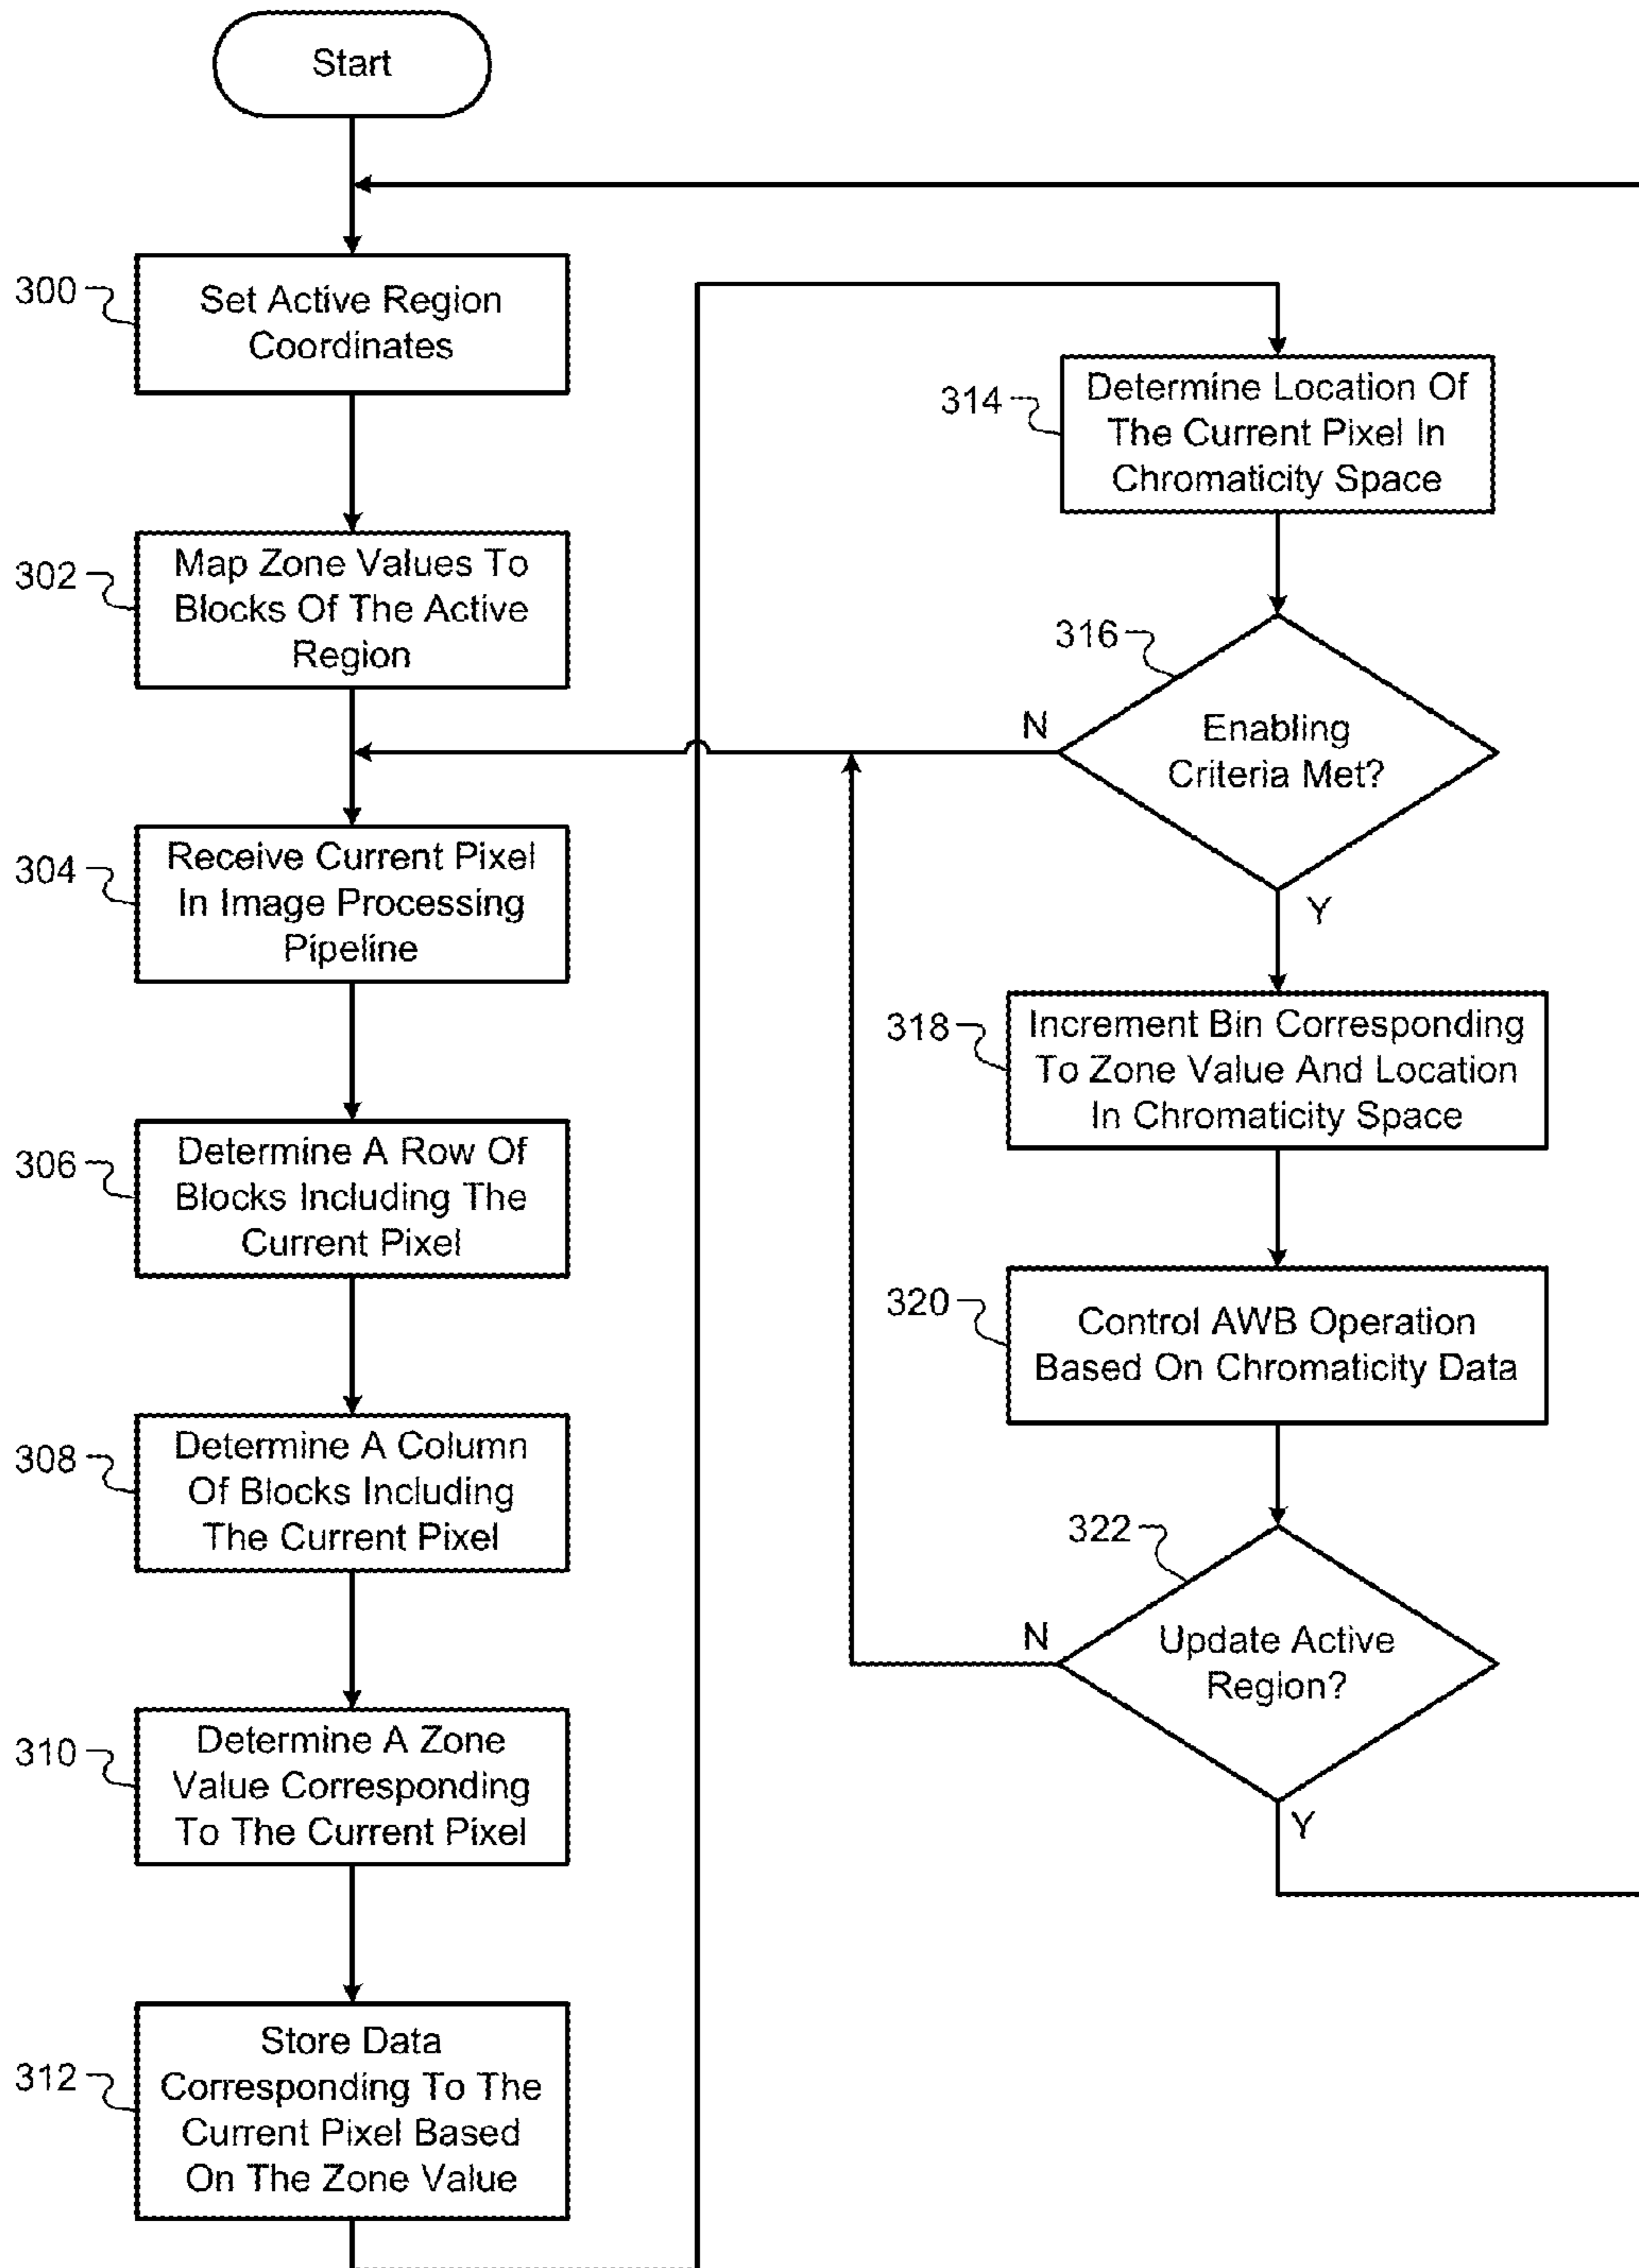 Start
300
Set Active Region
Coordinates
302
Map Zone Values To
Blocks Of The Active
Region
304
Receive Current Pixel
In Image Processing
Pipeline
306
Determine A Row Of
Blocks Including The
Current Pixel
308
Determine A Column
Of Blocks Including
The Current Pixel
310
Determine A Zone
Value Corresponding
To The Current Pixel
312
Store Data
Corresponding To The
Current Pixel Based
On The Zone Value
314
Determine Location Of
The Current Pixel In
Chromaticity Space
316
Enabling
Criteria Met?
N
Y
318
Increment Bin Corresponding
To Zone Value And Location
In Chromaticity Space
320
Control AWB Operation
Based On Chromaticity Data
322
Update Active
Region?
N
Y